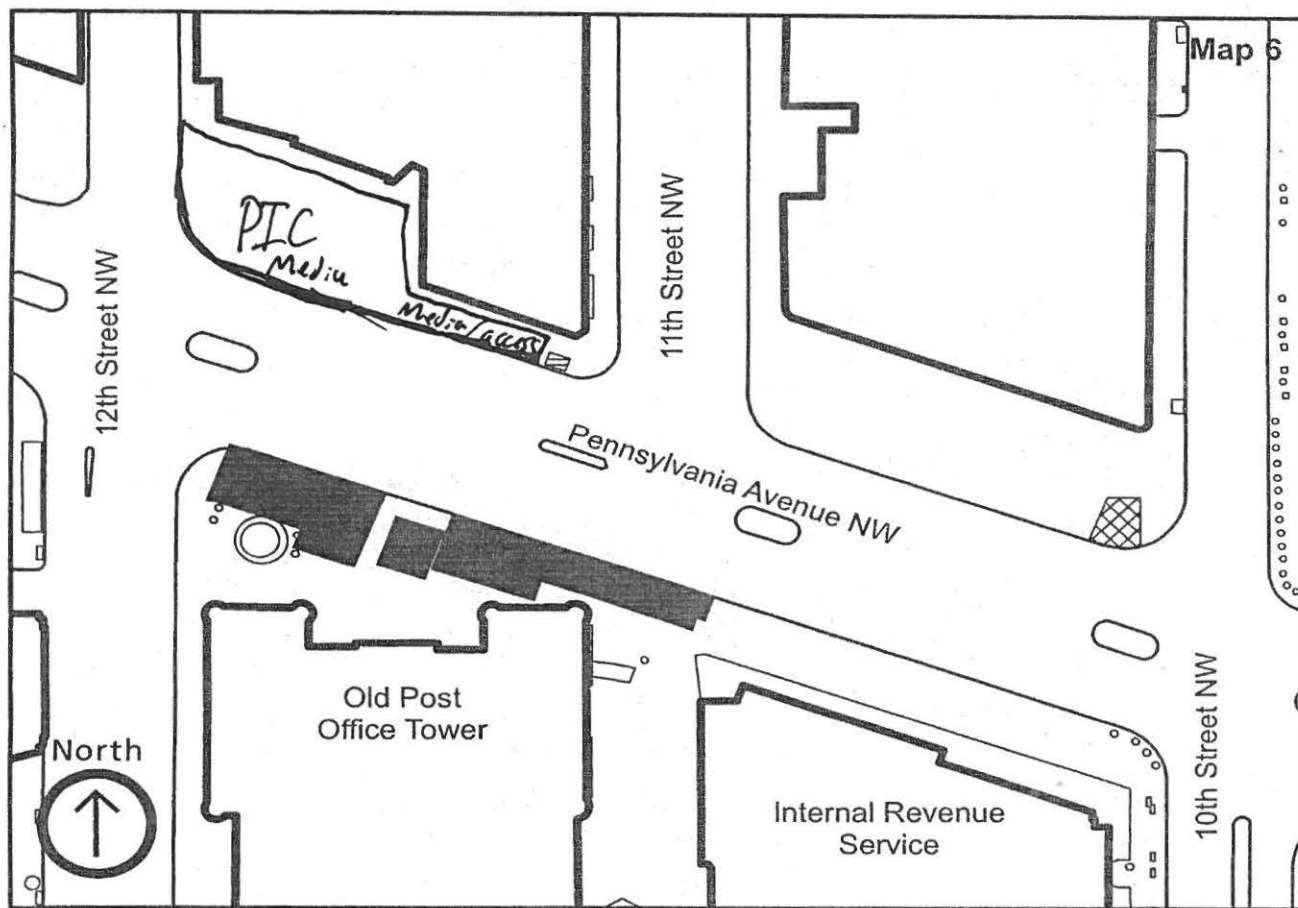 Map 6
PIC
Media
Media/access
12th Street NW
11th Street NW
Pennsylvania Avenue NW
Old Post
Office Tower
North
Internal Revenue
Service
10th Street NW